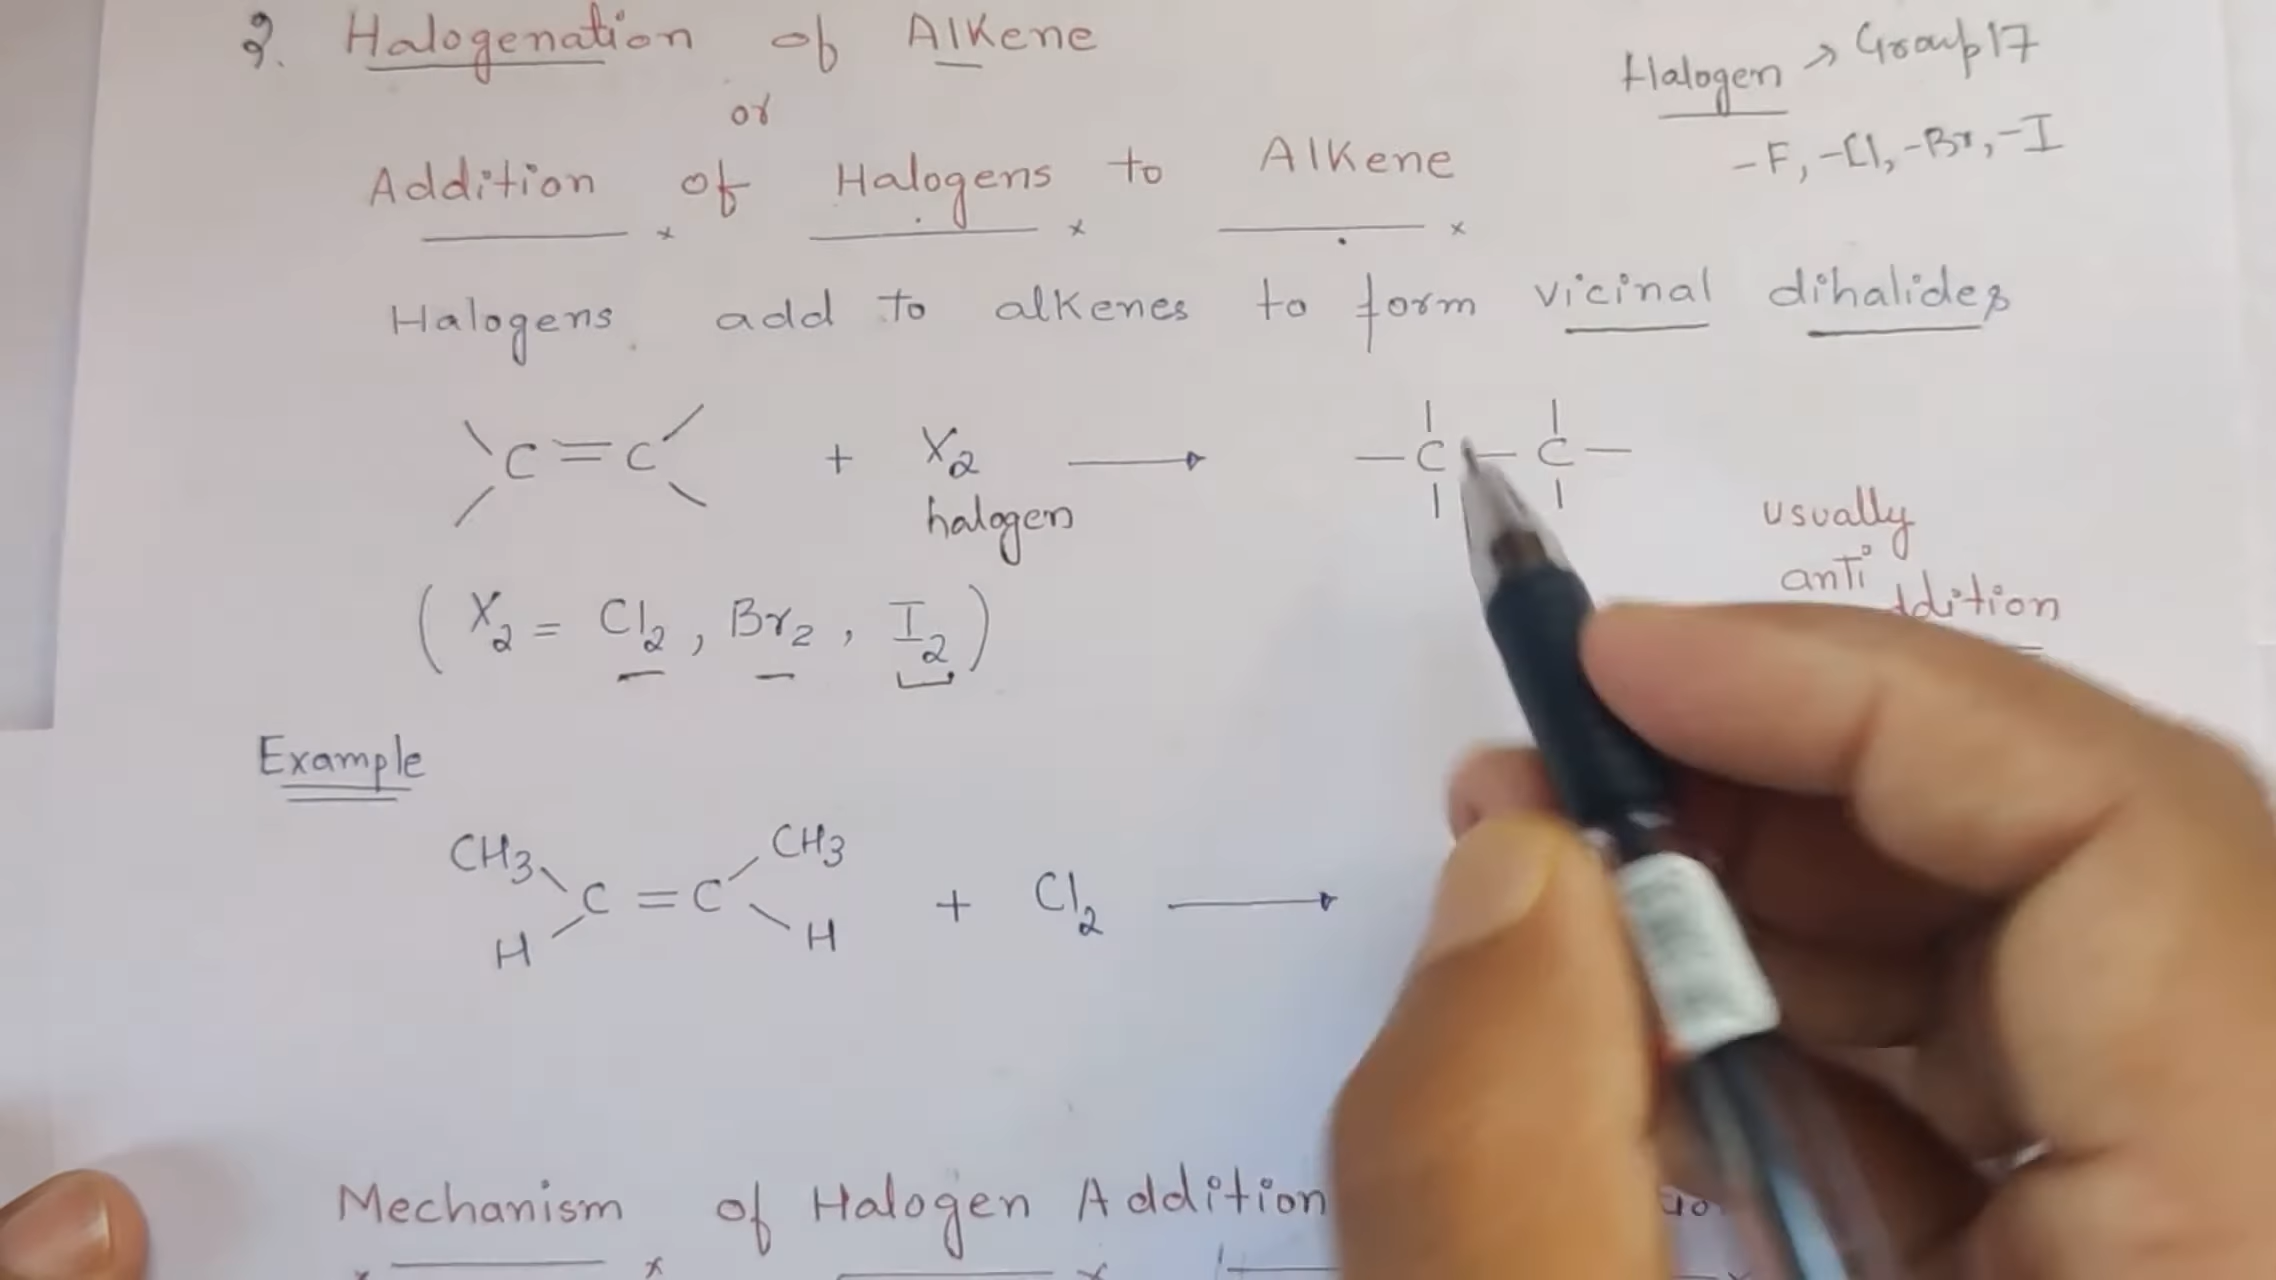 2. Halogenation of Alkene
or
Addition of Halogens to Alkene
Halogen → Group 17
-F, -Cl, -Br, -I
Halogens add to alkenes to form vicinal dihalides
C=C + X2 → -C-C-
halogen
usually
anti
(X2 = Cl2, Br2, I2)
Example
CH3 CH3
C=C + Cl2 →
H H
Mechanism of Halogen Addition